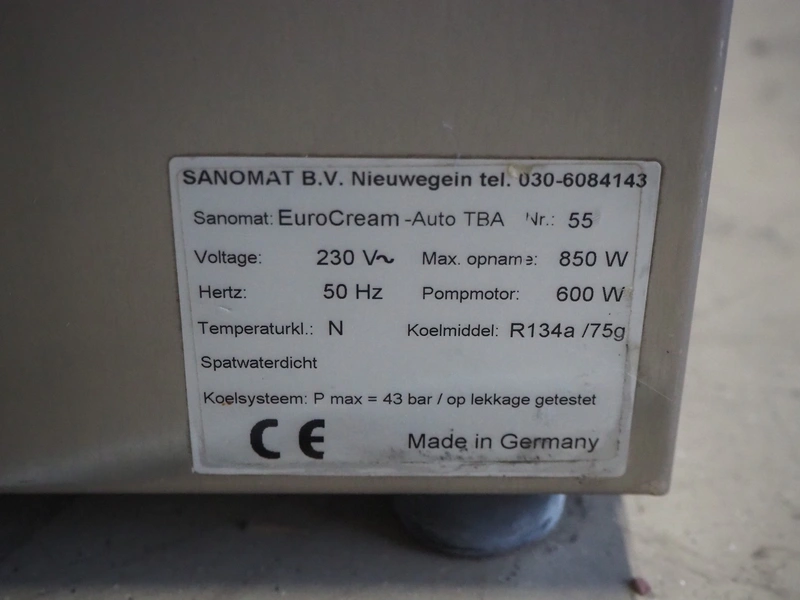 SANOMAT B.V. Nieuwegein tel. 030-6084143
Sanomat: EuroCream -Auto TBA Nr.: 55
Voltage: 230 V~ Max. opname: 850 W
Hertz: 50 Hz Pompmotor: 600 W
Temperaturkl.: N Koelmiddel: R134a /75g
Spatwaterdicht
Koelsysteem: P max = 43 bar / op lekkage getestet
CE Made in Germany